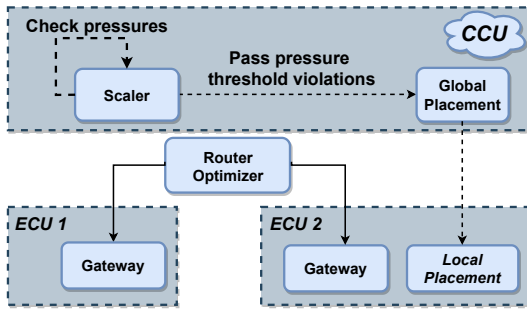 Check pressures
CCU
Pass pressure
threshold violations
Scaler
Global
Placement
Router
Optimizer
ECU 1
ECU 2
Gateway
Gateway
Local
Placement